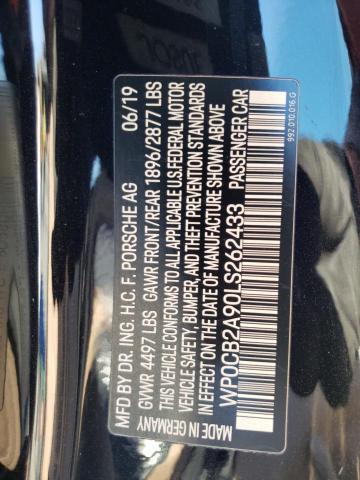 MFD BY DR. ING. H.C. F. PORSCHE AG 06/19
GVWR 4497 LBS GAWR FRONT/REAR 1896/2877 LBS
THIS VEHICLE CONFORMS TO ALL APPLICABLE U.S.FEDERAL MOTOR
VEHICLE SAFETY, BUMPER, AND THEFT PREVENTION STANDARDS
IN EFFECT ON THE DATE OF MANUFACTURE SHOWN ABOVE
WP0CB2A90LS262433 PASSENGER CAR
MADE IN GERMANY
992.010.016 G